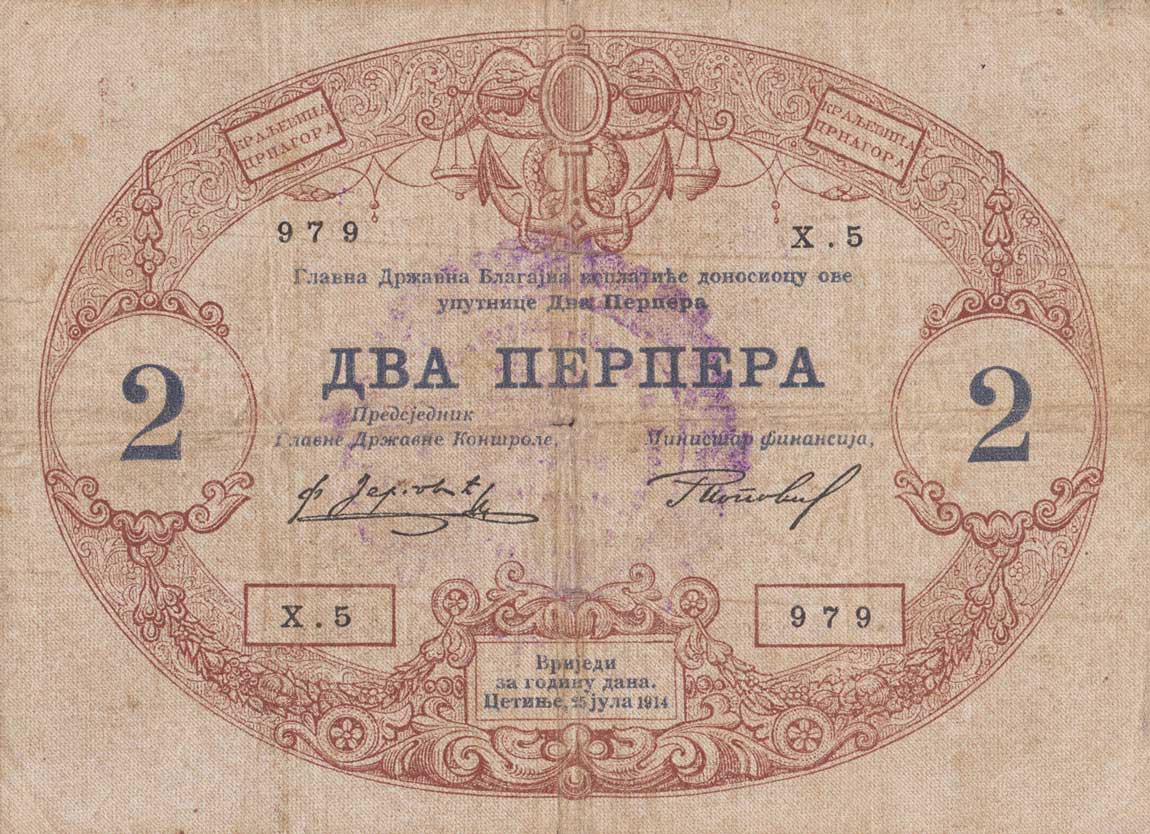 КРАЉЕВИНА
ЦРНАГОРА
КРАЉЕВИНА
ЦРНАГОРА
979
Х.5
Главна Државна Благајна исплатиће доносиоцу ове
упутнице Два Перпера
ДВА ПЕРПЕРА
2
2
Предсједник
Главне Државне Контроле,
Министар финансија,
Х.5
979
Вриједи
за годину дана.
Цетиње, 25 јула 1914